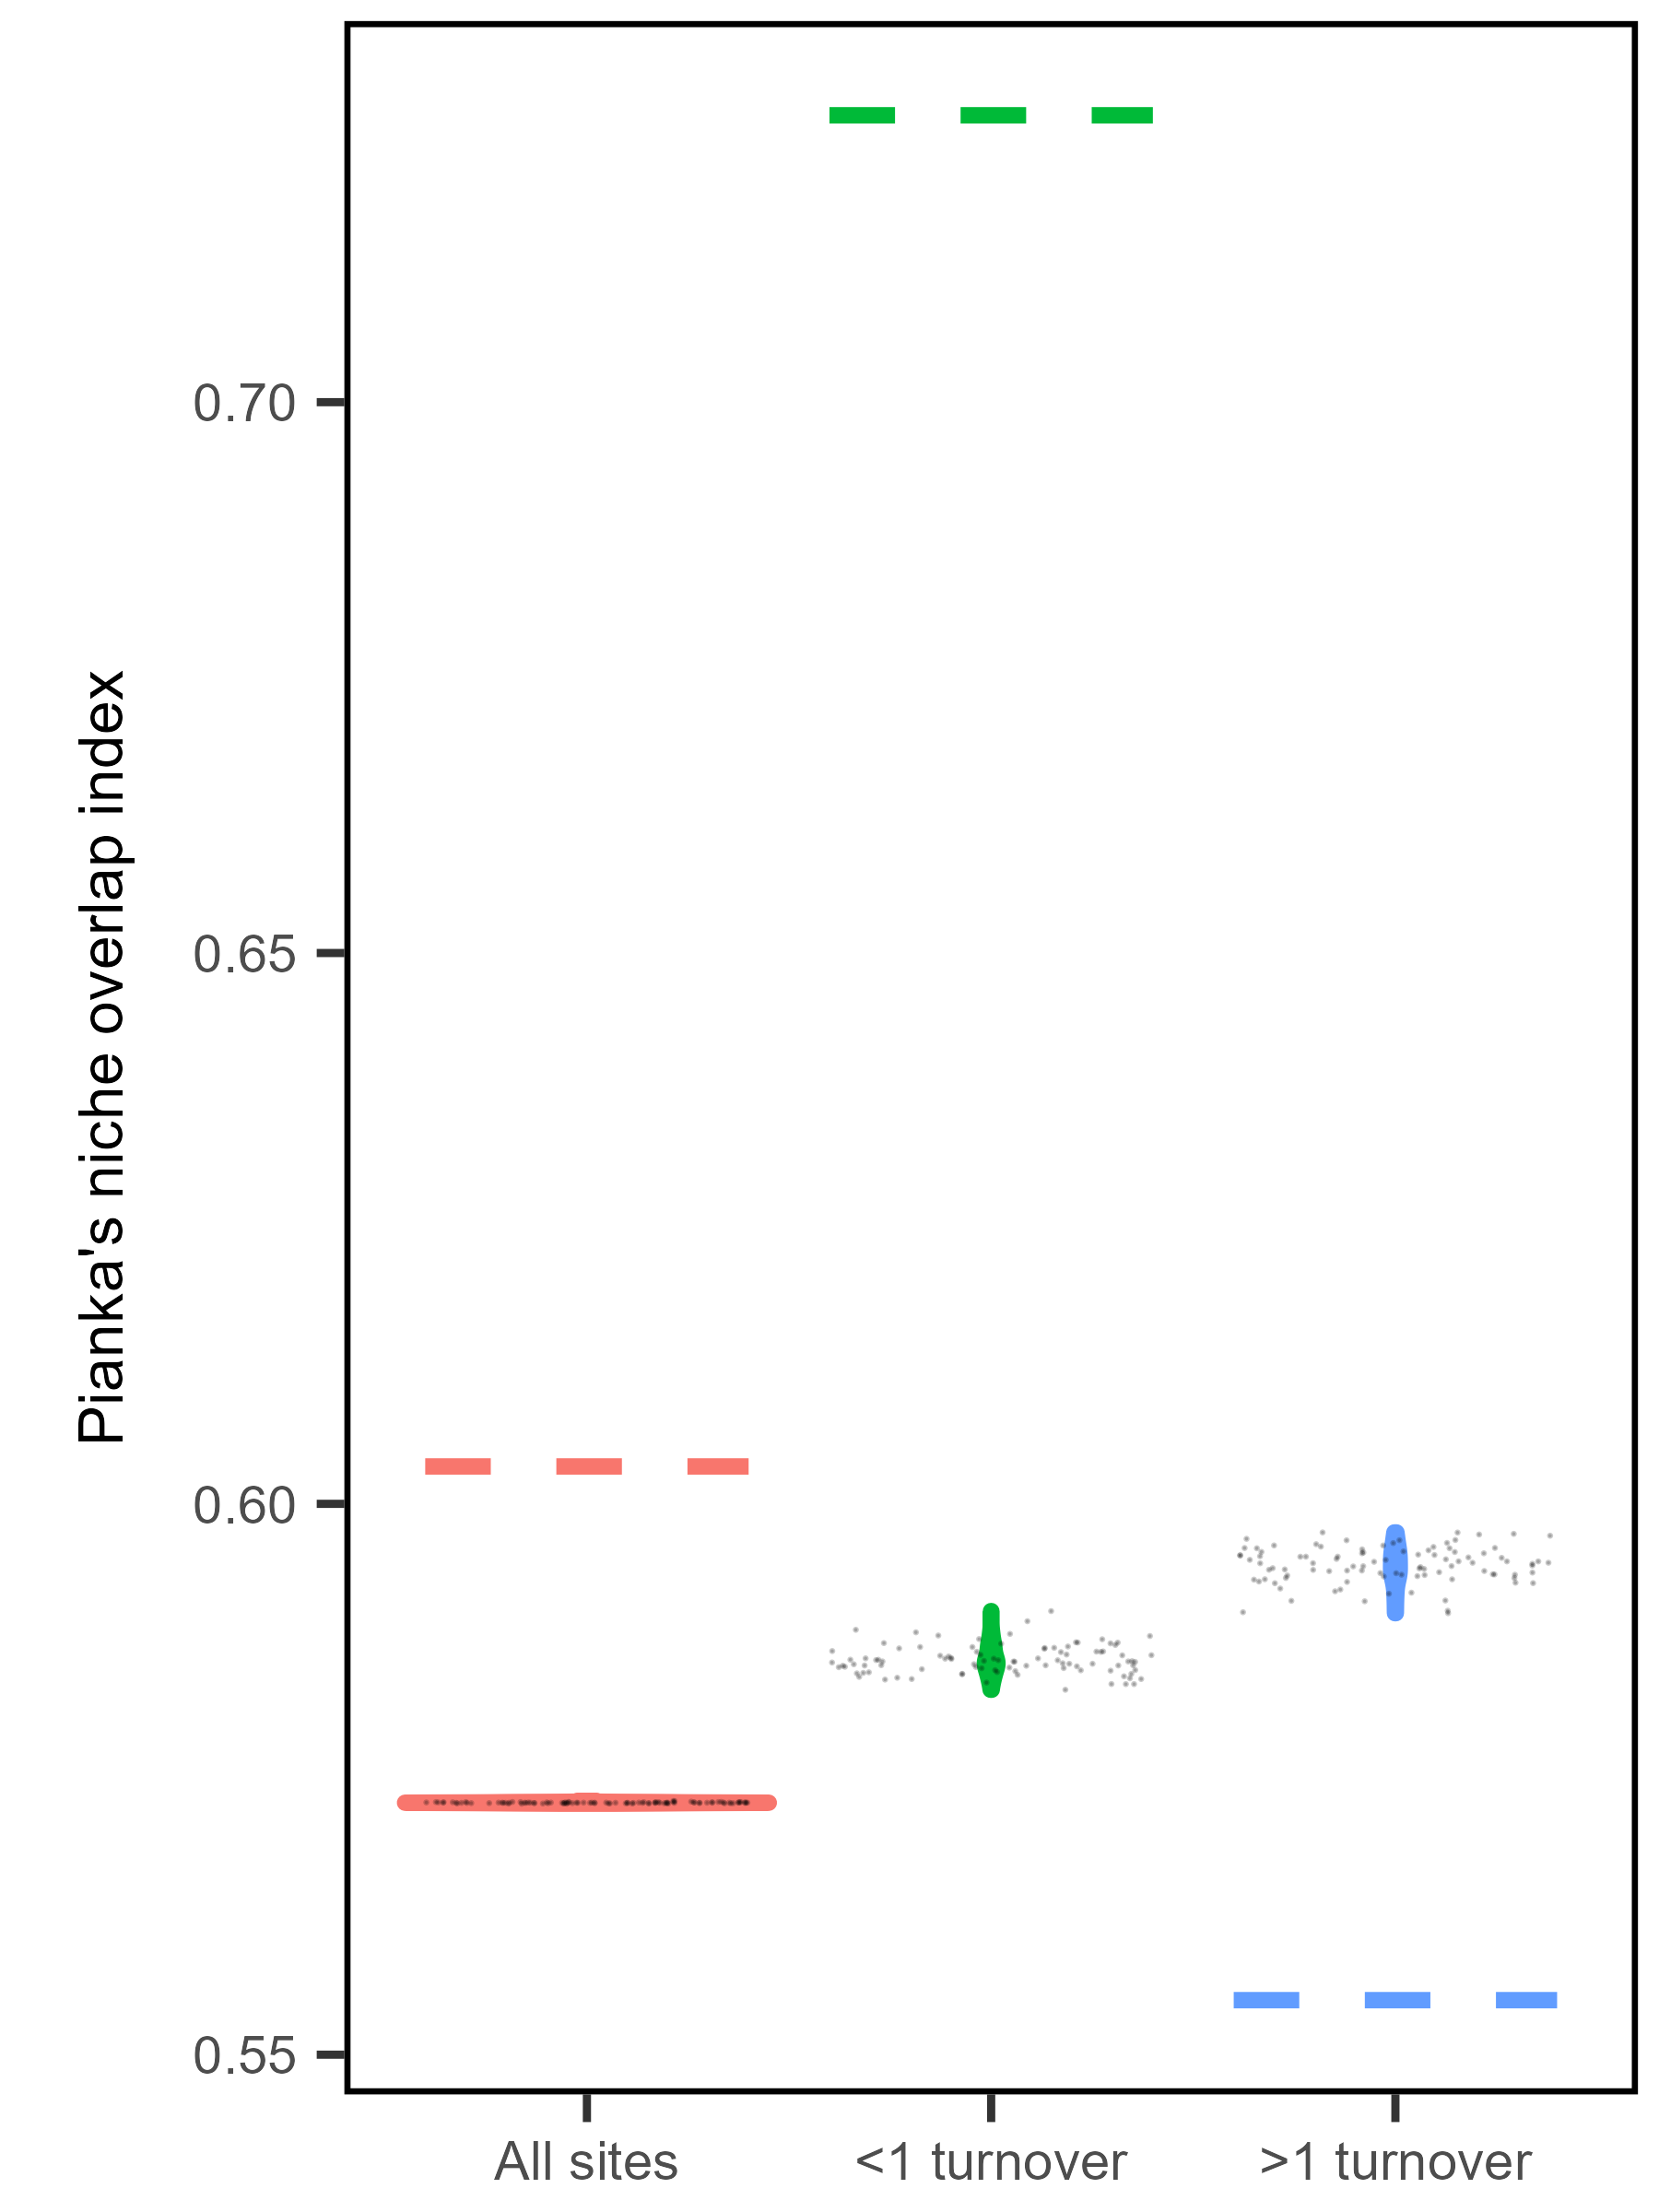 Pianka's niche overlap index
0.70
0.65
0.60
0.55
All sites
<1 turnover
>1 turnover